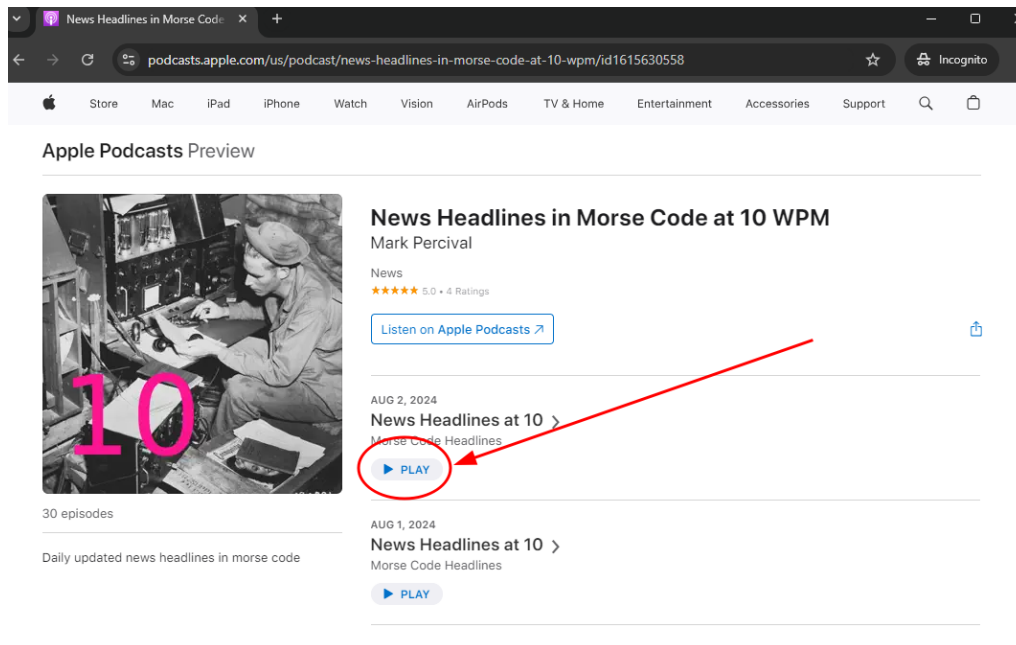 News Headlines in Morse Code
podcasts.apple.com/us/podcast/news-headlines-in-morse-code-at-10-wpm/id1615630558
Incognito
Store Mac iPad iPhone Watch Vision AirPods TV & Home Entertainment Accessories Support
Apple Podcasts Preview
10
News Headlines in Morse Code at 10 WPM
Mark Percival
News
★★★★★ 5.0 • 4 Ratings
Listen on Apple Podcasts ↗
AUG 2, 2024
News Headlines at 10
Morse Code Headlines
PLAY
30 episodes
Daily updated news headlines in morse code
AUG 1, 2024
News Headlines at 10
Morse Code Headlines
PLAY